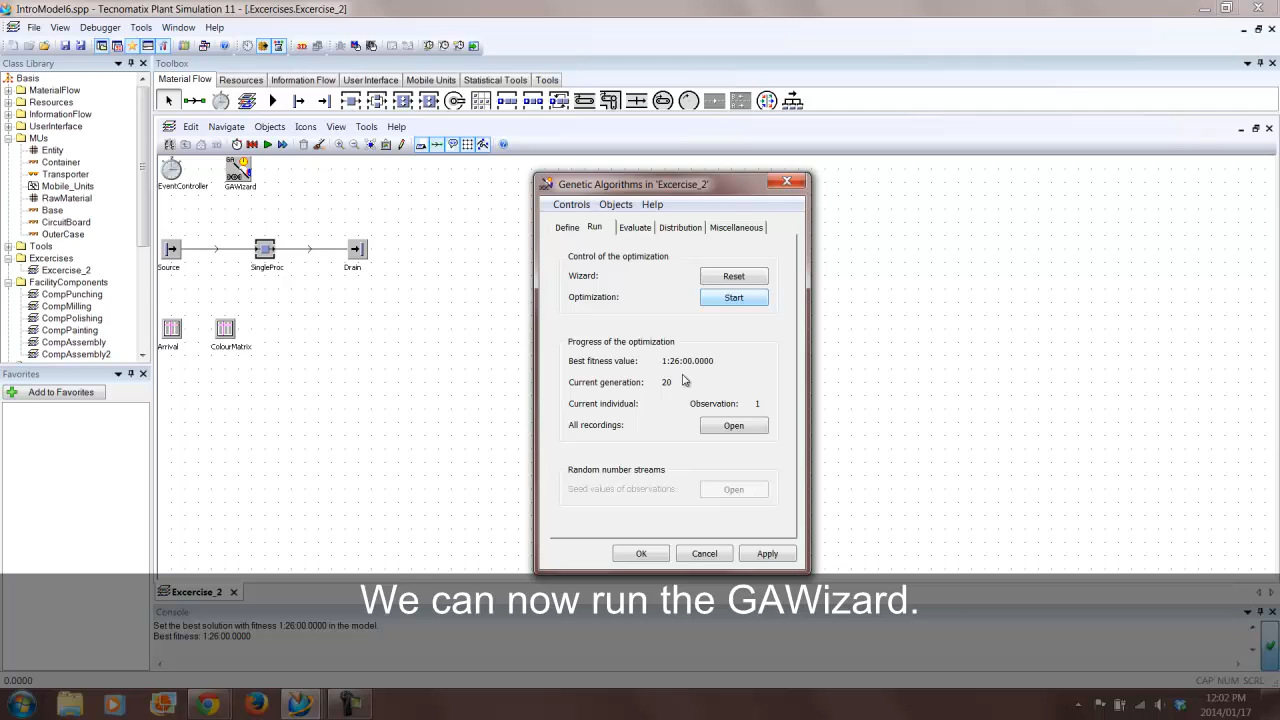 IntroModel6.spp - Tecnomatix Plant Simulation 11 - [.Excercises.Excercise_2]
File View Debugger Tools Window Help
Class Library
Toolbox
Basis
MaterialFlow
Resources
InformationFlow
UserInterface
MUs
Entity
Container
Transporter
Mobile_Units
RawMaterial
Base
CircuitBoard
OuterCase
Tools
Excercises
Excercise_2
FacilityComponents
CompPunching
CompMilling
CompPolishing
CompPainting
CompAssembly
CompAssembly2
Favorites
Add to Favorites
Material Flow Resources Information Flow User Interface Mobile Units Statistical Tools Tools
3D
Edit Navigate Objects Icons View Tools Help
EventController
GAWizard
Source
SingleProc
Drain
Arrival
ColourMatrix
Genetic Algorithms in 'Excercise_2'
Controls Objects Help
Define Run Evaluate Distribution Miscellaneous
Control of the optimization
Wizard: Reset
Optimization: Start
Progress of the optimization
Best fitness value: 1:26:00.0000
Current generation: 20
Current individual: Observation: 1
All recordings: Open
Random number streams
Seed values of observations: Open
OK Cancel Apply
Excercise_2
We can now run the GAWizard.
Console
Set the best solution with fitness 1:26:00.0000 in the model.
Best fitness: 1:26:00.0000
0.0000
CAP NUM SCRL
12:02 PM
2014/01/17